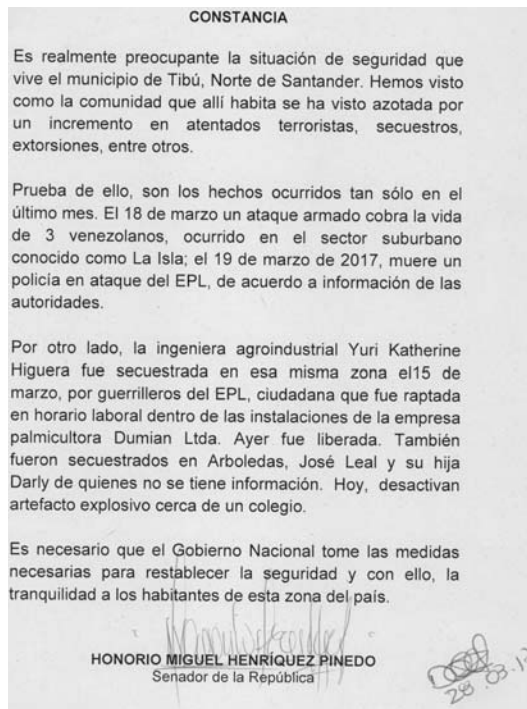 CONSTANCIA
Es realmente preocupante la situación de seguridad que
vive el municipio de Tibú, Norte de Santander. Hemos visto
como la comunidad que allí habita se ha visto azotada por
un incremento en atentados terroristas, secuestros,
extorsiones, entre otros.
Prueba de ello, son los hechos ocurridos tan sólo en el
último mes. El 18 de marzo un ataque armado cobra la vida
de 3 venezolanos, ocurrido en el sector suburbano
conocido como La Isla; el 19 de marzo de 2017, muere un
policía en ataque del EPL, de acuerdo a información de las
autoridades.
Por otro lado, la ingeniera agroindustrial Yuri Katherine
Higuera fue secuestrada en esa misma zona el15 de
marzo, por guerrilleros del EPL, ciudadana que fue raptada
en horario laboral dentro de las instalaciones de la empresa
palmicultora Dumian Ltda. Ayer fue liberada. También
fueron secuestrados en Arboledas, José Leal y su hija
Darly de quienes no se tiene información. Hoy, desactivan
artefacto explosivo cerca de un colegio.
Es necesario que el Gobierno Nacional tome las medidas
necesarias para restablecer la seguridad y con ello, la
tranquilidad a los habitantes de esta zona del país.
HONORIO MIGUEL HENRÍQUEZ PINEDO
Senador de la República